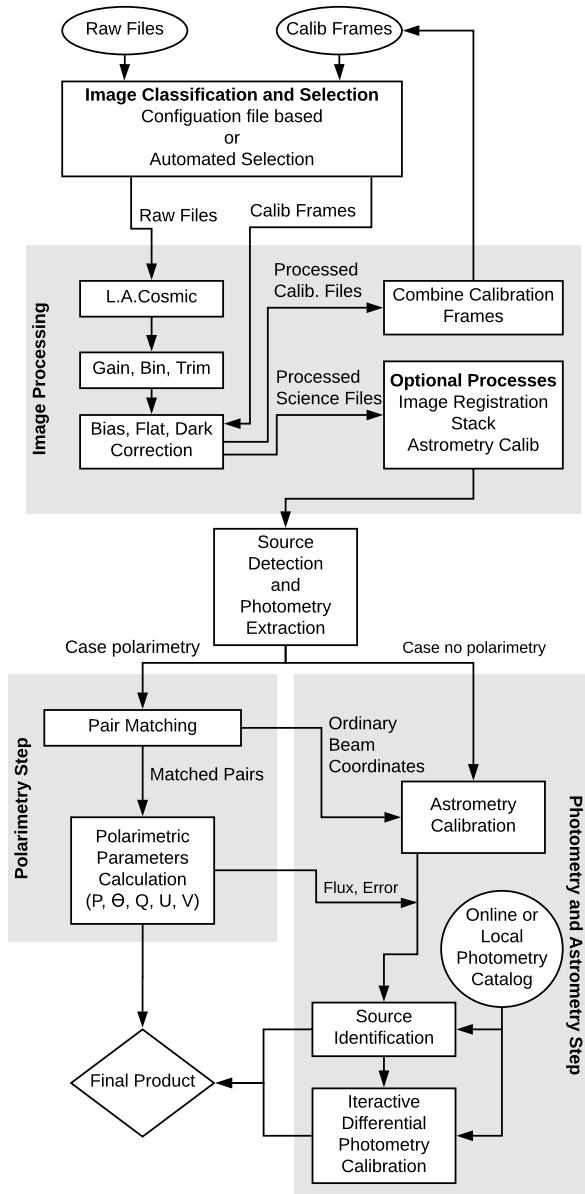 Raw Files
Calib Frames
Image Classification and Selection
Configuation file based
or
Automated Selection
Raw Files
Calib Frames
Image Processing
L.A.Cosmic
Gain, Bin, Trim
Bias, Flat, Dark
Correction
Processed
Calib. Files
Combine Calibration
Frames
Processed
Science Files
Optional Processes
Image Registration
Stack
Astrometry Calib
Source
Detection
and
Photometry
Extraction
Case polarimetry
Case no polarimetry
Polarimetry Step
Pair Matching
Matched Pairs
Ordinary
Beam
Coordinates
Polarimetric
Parameters
Calculation
(P, Ɵ, Q, U, V)
Astrometry
Calibration
Flux, Error
Photometry and Astrometry Step
Online or
Local
Photometry
Catalog
Source
Identification
Final Product
Iteractive
Differential
Photometry
Calibration